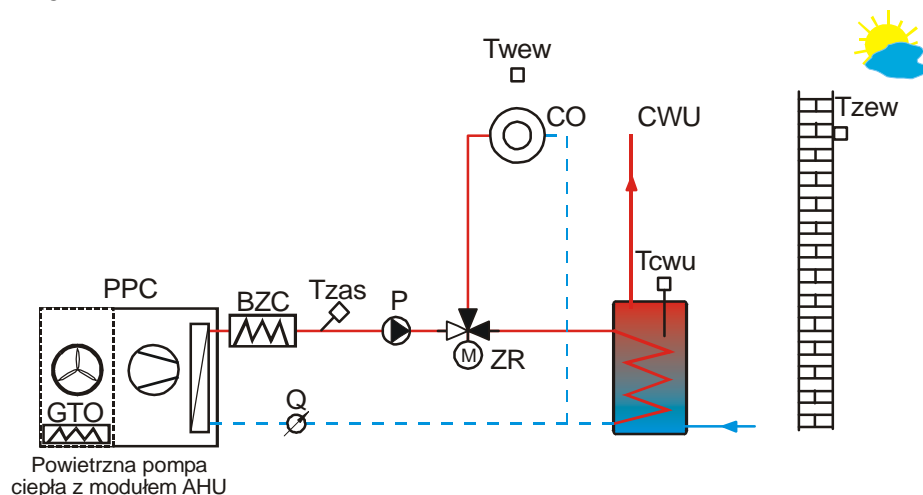 Twew
CO
CWU
Tzew
Tcwu
PPC
BZC
Tzas
P
M
ZR
GTO
Q
Powietrzna pompa
ciepła z modułem AHU